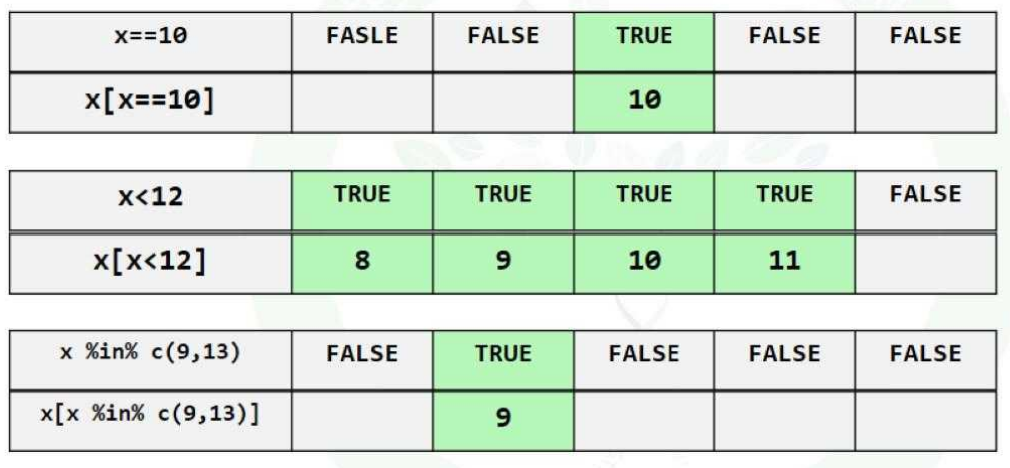 x==10 FASLE FALSE TRUE FALSE FALSE
x[x==10] 10
x<12 TRUE TRUE TRUE TRUE FALSE
x[x<12] 8 9 10 11
x %in% c(9,13) FALSE TRUE FALSE FALSE FALSE
x[x %in% c(9,13)] 9